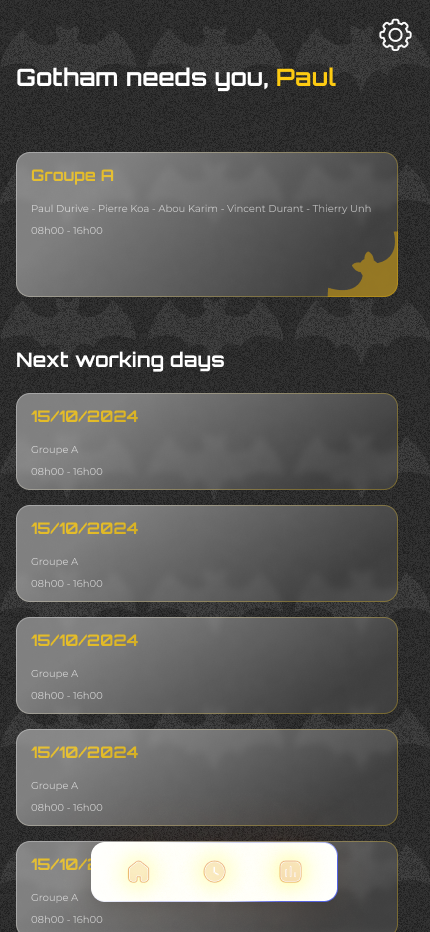 Gotham needs you, Paul
Groupe A
Paul Durive - Pierre Koa - Abou Karim - Vincent Durant - Thierry Unh
08h00 - 16h00
Next working days
15/10/2024
Groupe A
08h00 - 16h00
15/10/2024
Groupe A
08h00 - 16h00
15/10/2024
Groupe A
08h00 - 16h00
15/10/2024
Groupe A
08h00 - 16h00
15/10/2
Groupe A
08h00 - 16h00